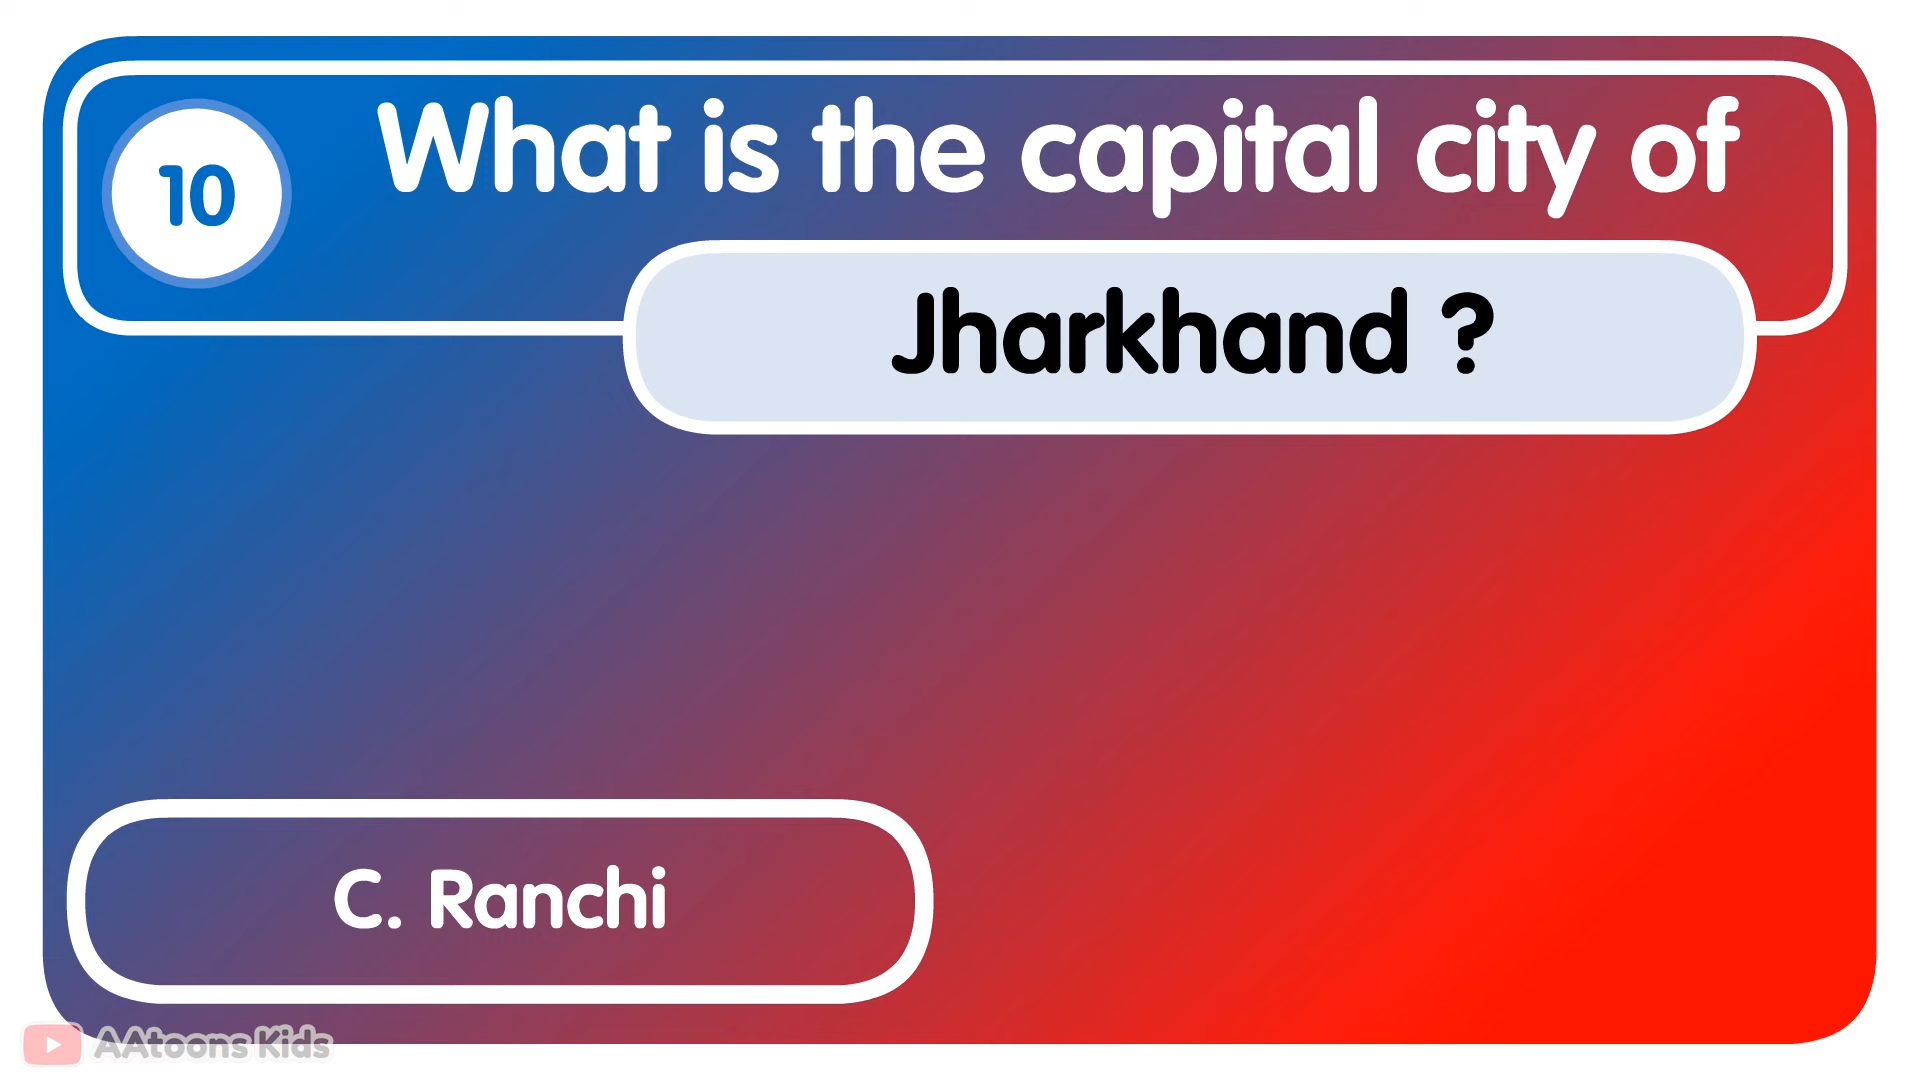 10
What is the capital city of
Jharkhand ?
C. Ranchi
AAtoons Kids